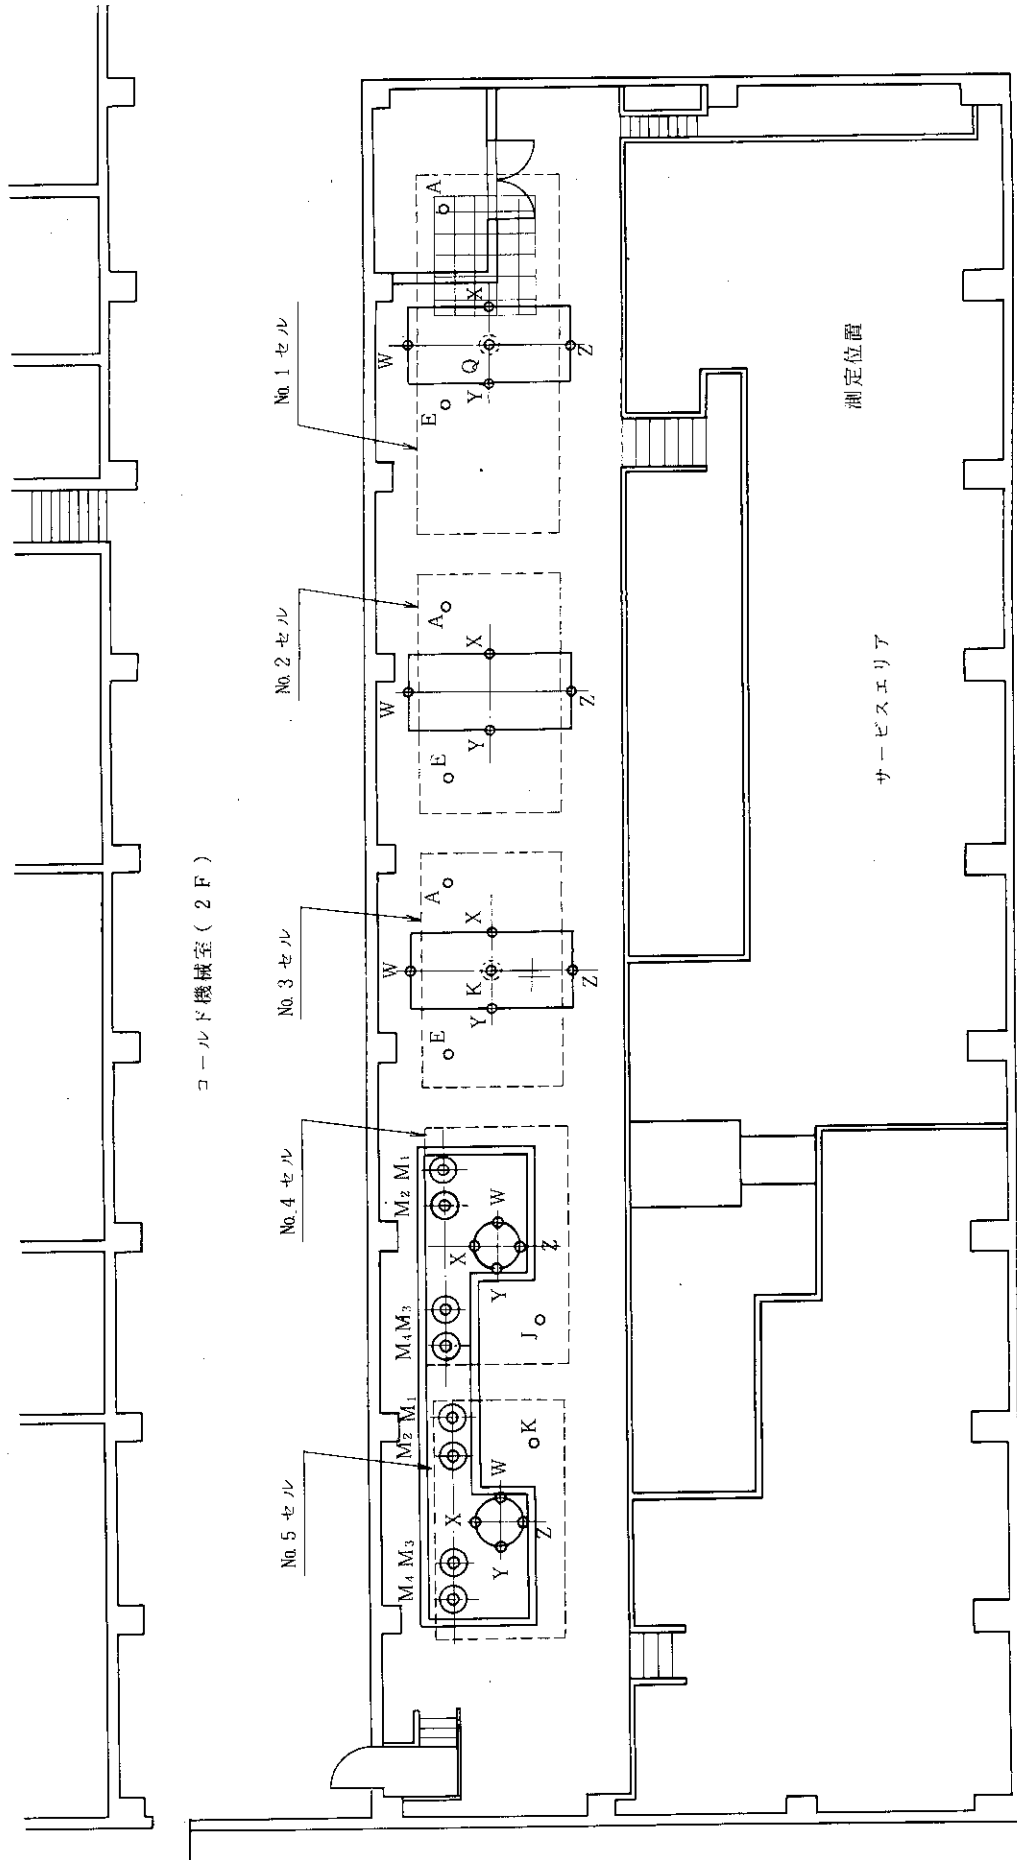 コールド機械室(2F)
No.5 セル
No.4 セル
No.3 セル
No.2 セル
No.1 セル
M₄ M₃
M₂ M₁
M₄ M₃
M₂ M₁
X
W
Y
Z
K
X
W
Y
Z
J
E
A
W
Y
K
X
Z
E
A
W
Y
X
Z
E
A
W
Y
Q
X
Z
サービスエリア
測定位置